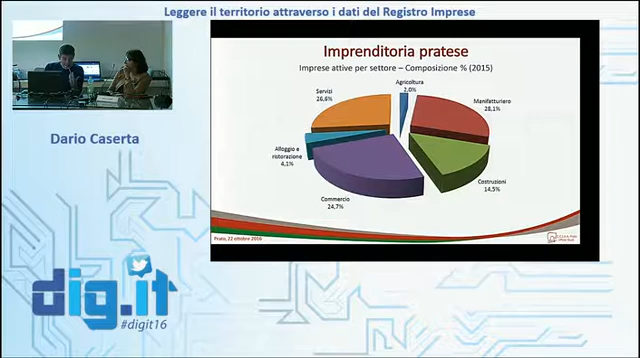 Leggere il territorio attraverso i dati del Registro Imprese
Imprenditoria pratese
Imprese attive per settore – Composizione % (2015)
Agricoltura
2,0%
Servizi
26,6%
Manifatturiero
28,1%
Alloggio e
ristorazione
4,1%
Costruzioni
14,5%
Commercio
24,7%
Prato, 22 ottobre 2016
Dario Caserta
dig.it
#digit16